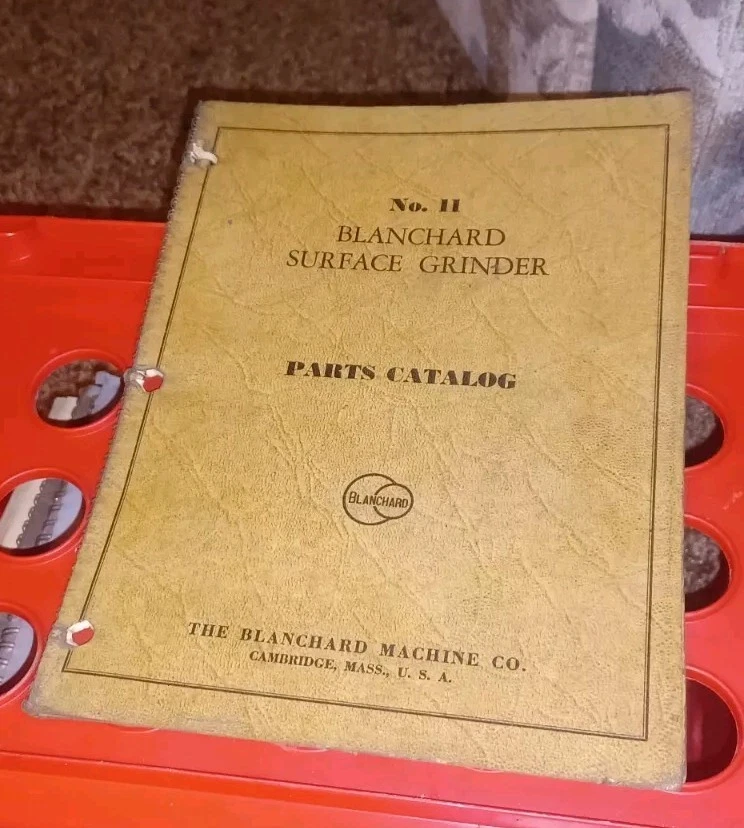 No. 11
BLANCHARD
SURFACE GRINDER
PARTS CATALOG
BLANCHARD
THE BLANCHARD MACHINE CO.
CAMBRIDGE, MASS., U. S. A.